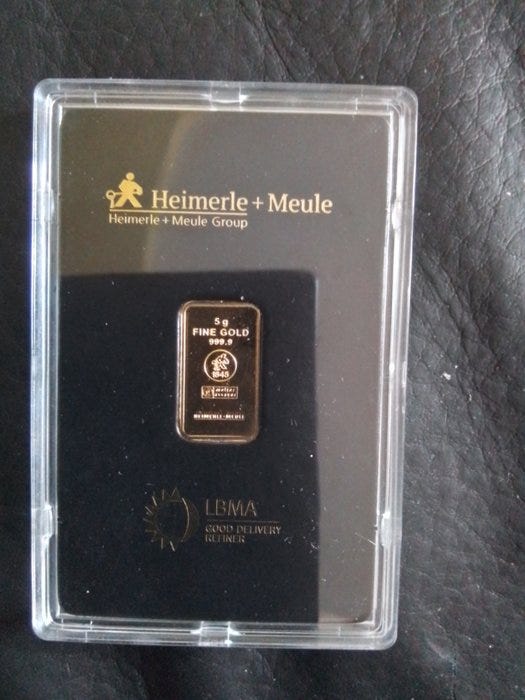 Heimerle + Meule
Heimerle + Meule Group
5 g
FINE GOLD
999.9
1845
HEIMERLE+MEULE
LBMA
GOOD DELIVERY
REFINER